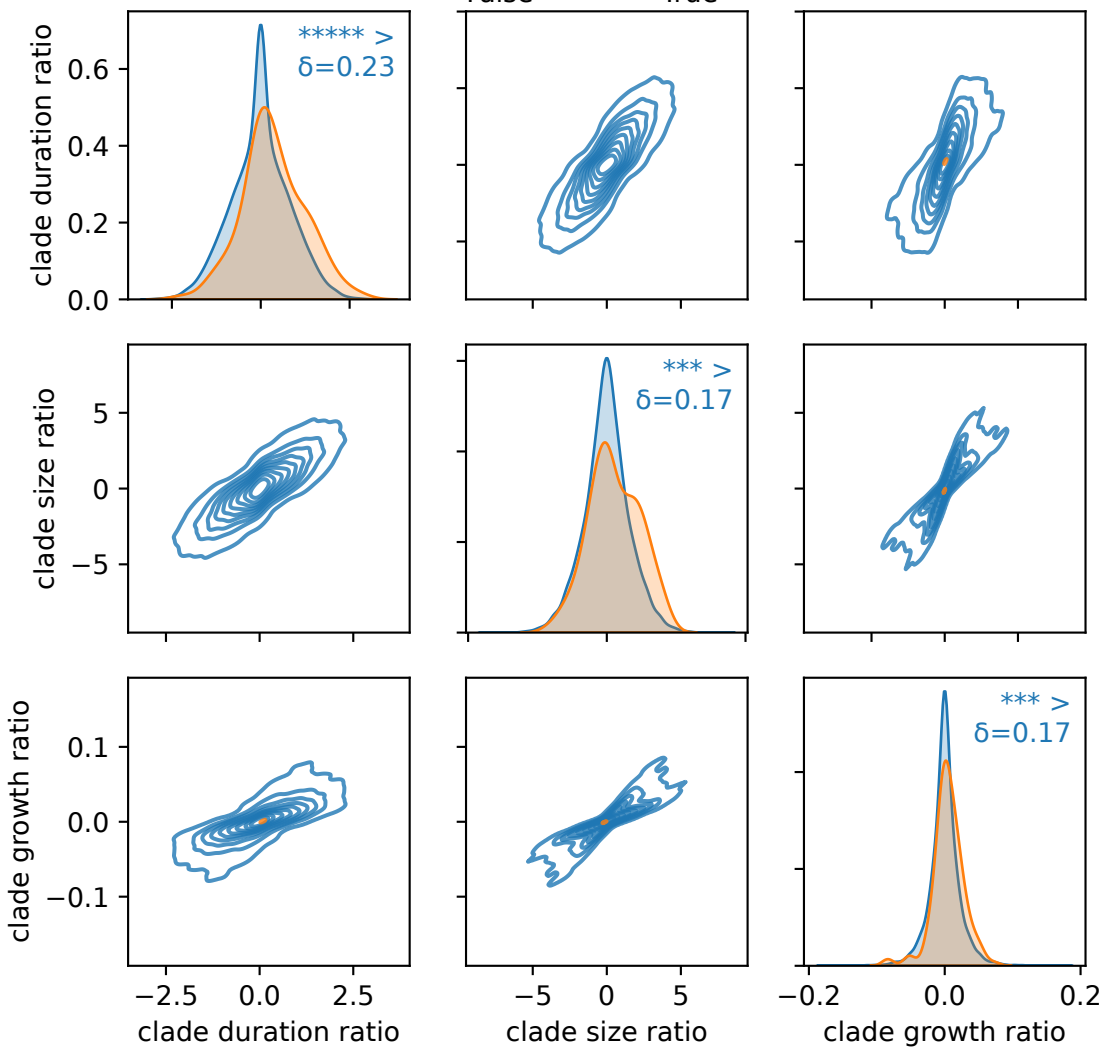 ***** >
δ=0.23
clade duration ratio
0.6
0.4
0.2
0.0
*** >
δ=0.17
clade size ratio
5
0
−5
*** >
δ=0.17
clade growth ratio
0.1
0.0
−0.1
−2.5 0.0 2.5 −5 0 5 −0.2 0.0 0.2
clade duration ratio clade size ratio clade growth ratio